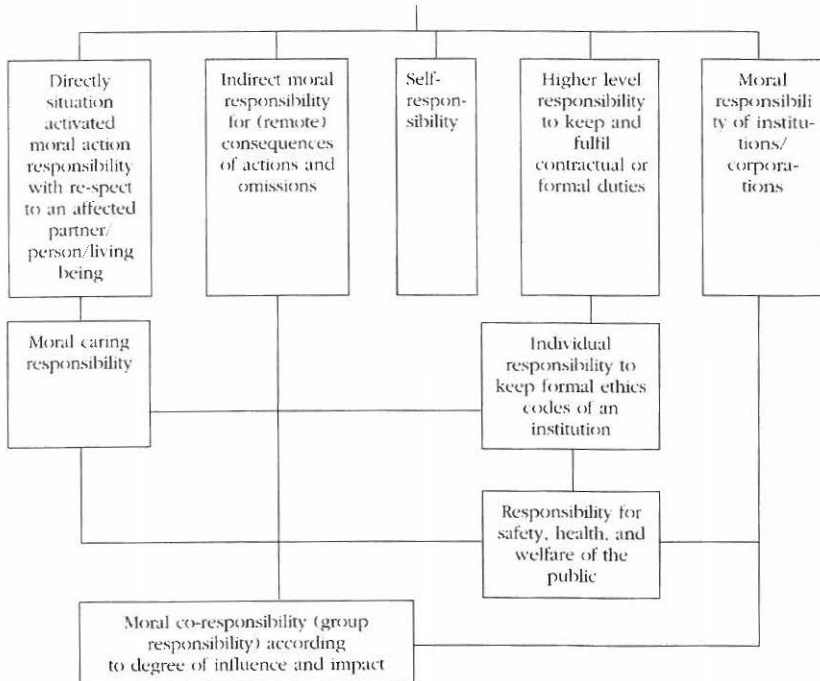 Directly
situation
activated
moral action
responsibility
with re-spect
to an affected
partner/
person/living
being
Indirect moral
responsibility
for (remote)
consequences
of actions and
omissions
Self-
respon-
sibility
Higher level
responsibility
to keep and
fulfil
contractual or
formal duties
Moral
responsibili
ty of institu-
tions/
corpora-
tions
Moral caring
responsibility
Individual
responsibility to
keep formal ethics
codes of an
institution
Responsibility for
safety, health, and
welfare of the
public
Moral co-responsibility (group
responsibility) according
to degree of influence and impact